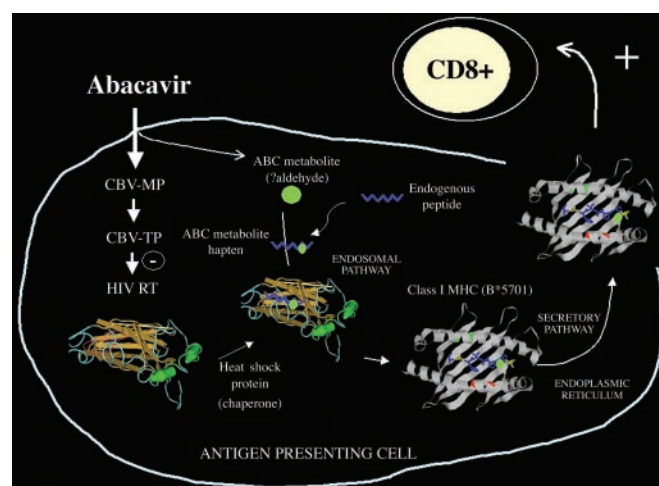 CD8+
+
Abacavir
ABC metabolite
(?aldehyde)
CBV-MP
Endogenous
peptide
CBV-TP
ABC metabolite
hapten
-
ENDOSOMAL
PATHWAY
HIV RT
Class I MHC (B*5701)
SECRETORY
PATHWAY
Heat shock
protein
(chaperone)
ENDOPLASMIC
RETICULUM
ANTIGEN PRESENTING CELL